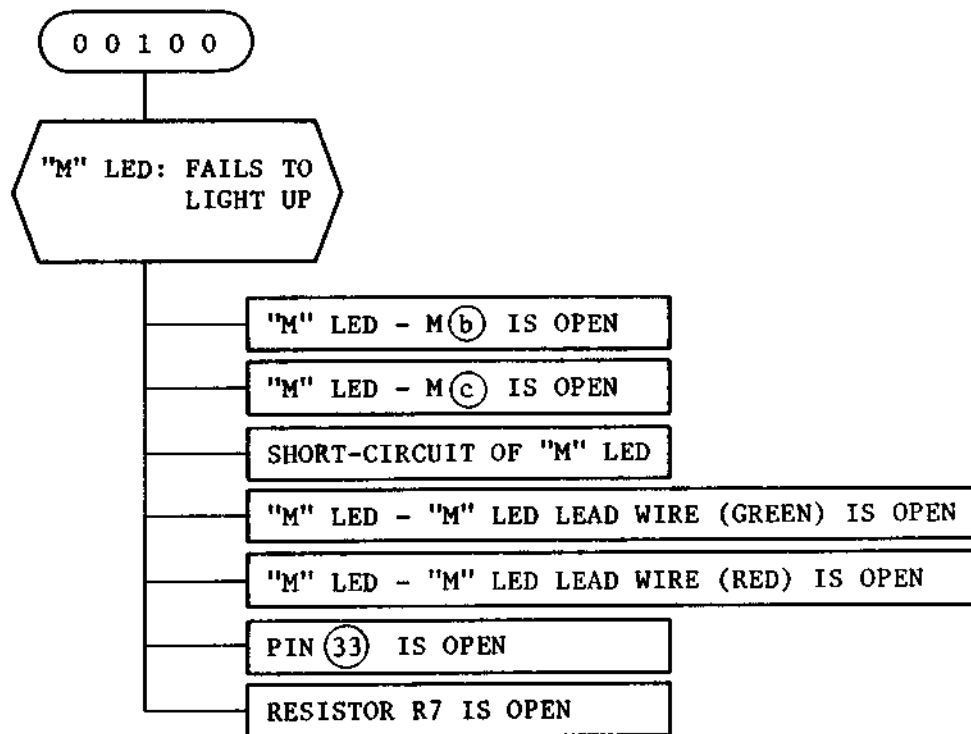 0 0 1 0 0
"M" LED: FAILS TO
LIGHT UP
"M" LED - M b IS OPEN
"M" LED - M c IS OPEN
SHORT-CIRCUIT OF "M" LED
"M" LED - "M" LED LEAD WIRE (GREEN) IS OPEN
"M" LED - "M" LED LEAD WIRE (RED) IS OPEN
PIN 33 IS OPEN
RESISTOR R7 IS OPEN